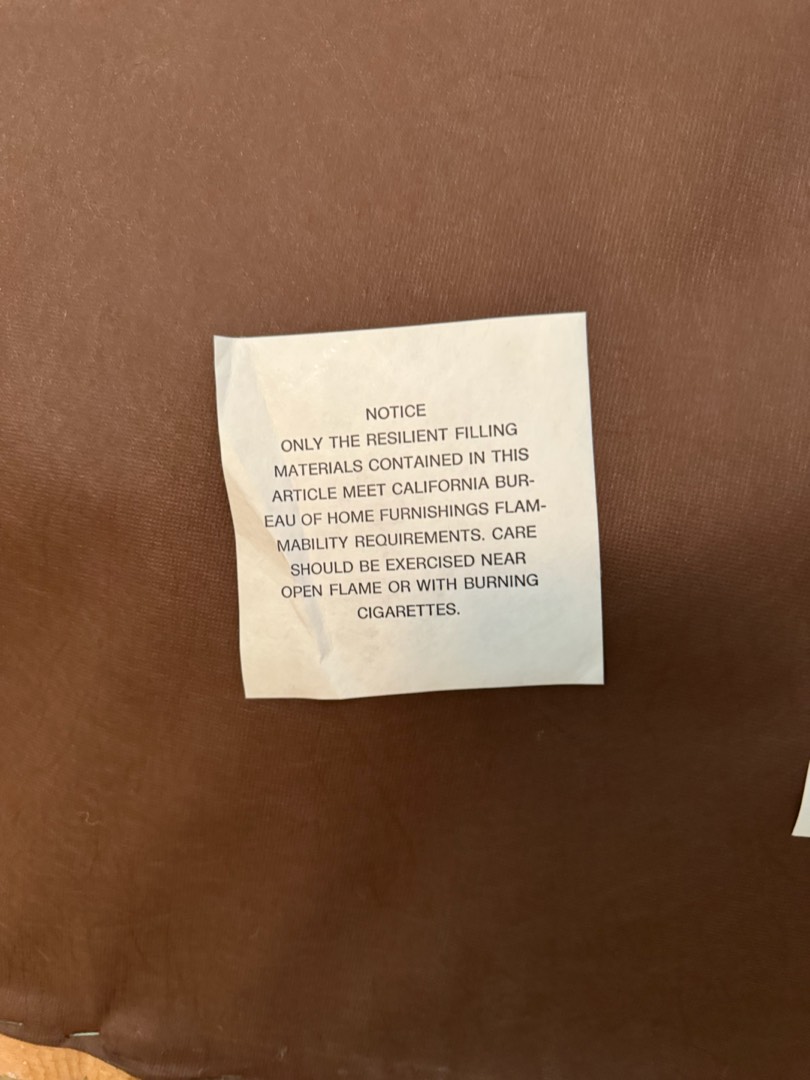 NOTICE
ONLY THE RESILIENT FILLING
MATERIALS CONTAINED IN THIS
ARTICLE MEET CALIFORNIA BUR-
EAU OF HOME FURNISHINGS FLAM-
MABILITY REQUIREMENTS. CARE
SHOULD BE EXERCISED NEAR
OPEN FLAME OR WITH BURNING
CIGARETTES.